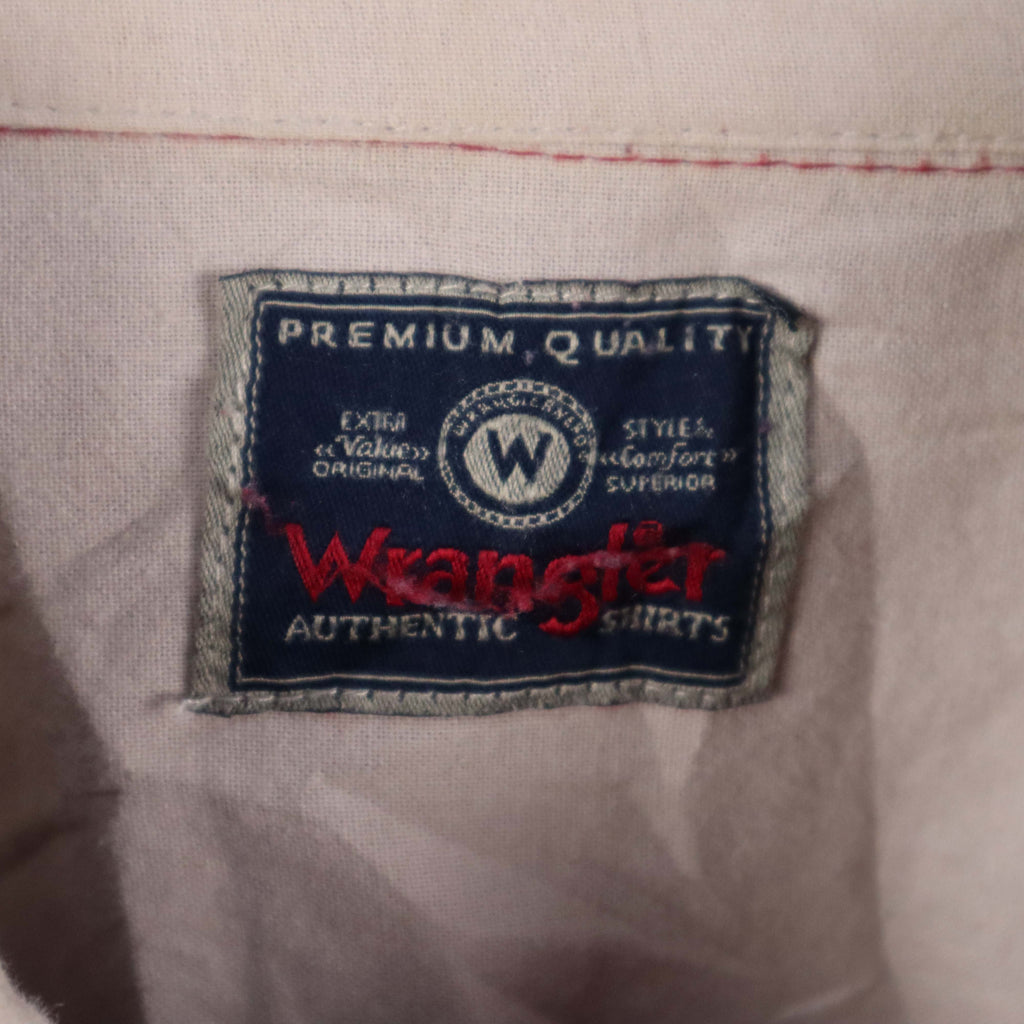 PREMIUM QUALITY
EXTRA
«Value»
ORIGINAL
W
STYLE &
«Comfort»
SUPERIOR
Wrangler®
AUTHENTIC SHIRTS